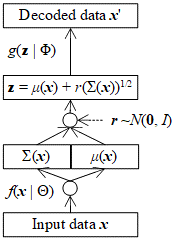 Decoded data x'
g(z | Φ)
z = μ(x) + r(Σ(x))^1/2
r ~N(0, I)
Σ(x) μ(x)
f(x | Θ)
Input data x